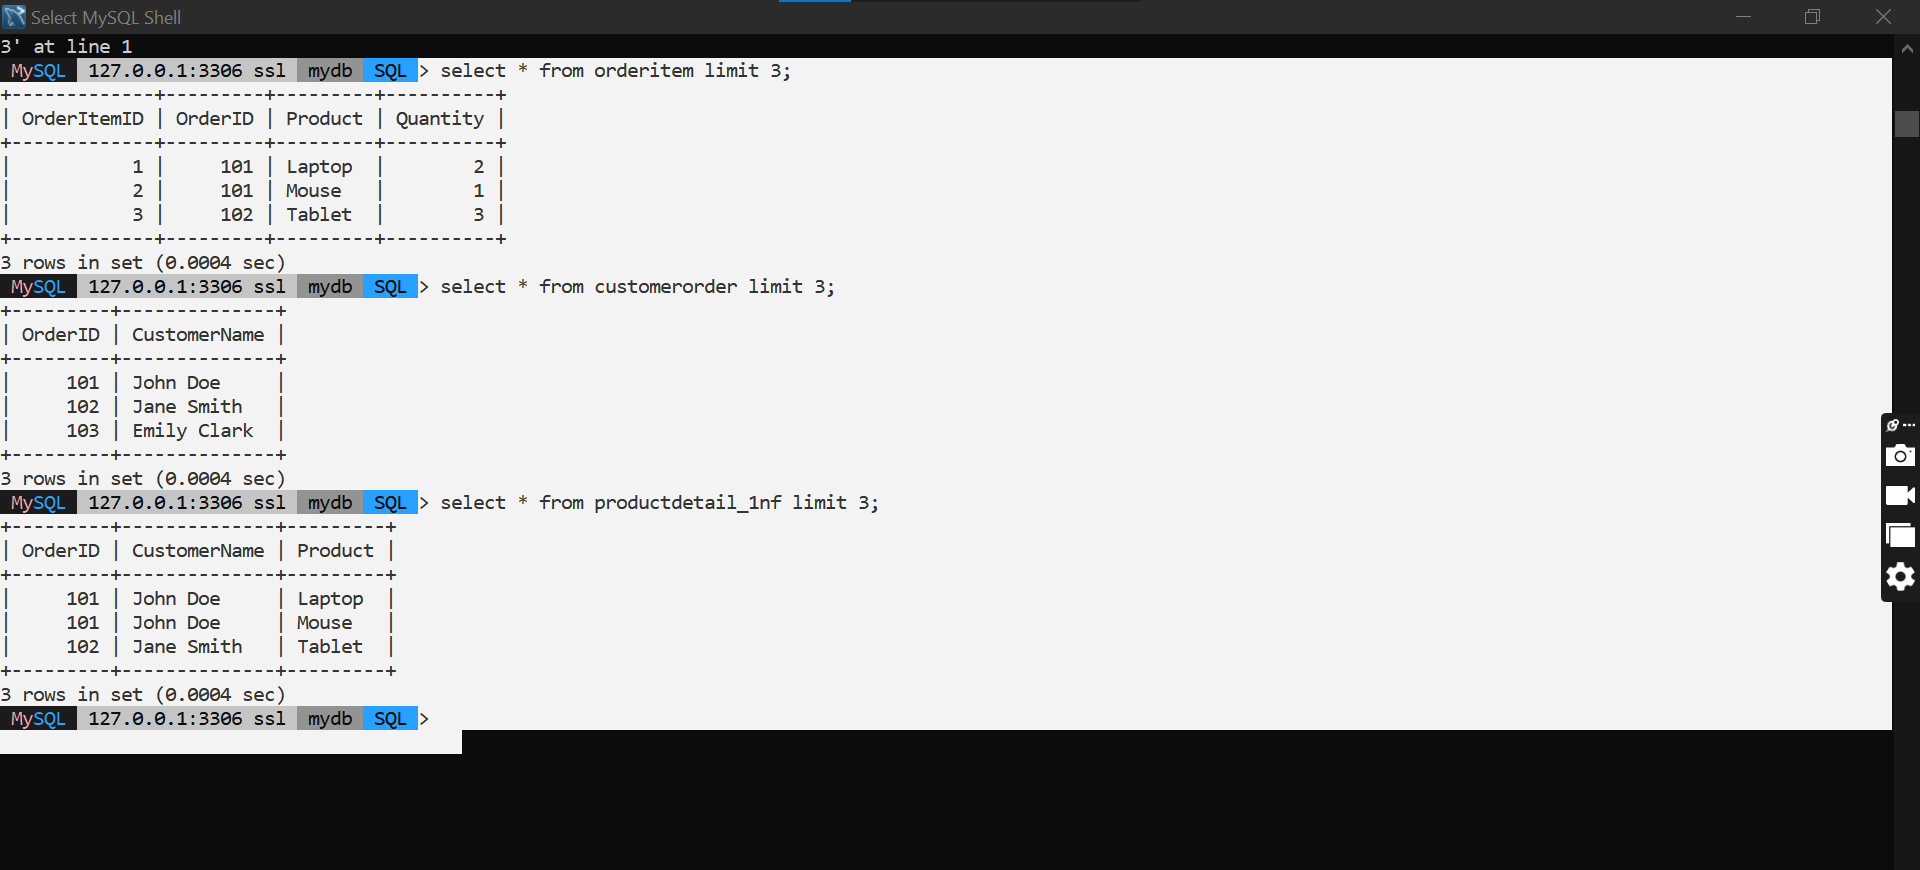 Select MySQL Shell
3' at line 1
 MySQL  127.0.0.1:3306 ssl  mydb  SQL > select * from orderitem limit 3;
+-------------+---------+---------+----------+
| OrderItemID | OrderID | Product | Quantity |
+-------------+---------+---------+----------+
|           1 |     101 | Laptop  |        2 |
|           2 |     101 | Mouse   |        1 |
|           3 |     102 | Tablet  |        3 |
+-------------+---------+---------+----------+
3 rows in set (0.0004 sec)
 MySQL  127.0.0.1:3306 ssl  mydb  SQL > select * from customerorder limit 3;
+---------+--------------+
| OrderID | CustomerName |
+---------+--------------+
|     101 | John Doe     |
|     102 | Jane Smith   |
|     103 | Emily Clark  |
+---------+--------------+
3 rows in set (0.0004 sec)
 MySQL  127.0.0.1:3306 ssl  mydb  SQL > select * from productdetail_1nf limit 3;
+---------+--------------+---------+
| OrderID | CustomerName | Product |
+---------+--------------+---------+
|     101 | John Doe     | Laptop  |
|     101 | John Doe     | Mouse   |
|     102 | Jane Smith   | Tablet  |
+---------+--------------+---------+
3 rows in set (0.0004 sec)
 MySQL  127.0.0.1:3306 ssl  mydb  SQL >